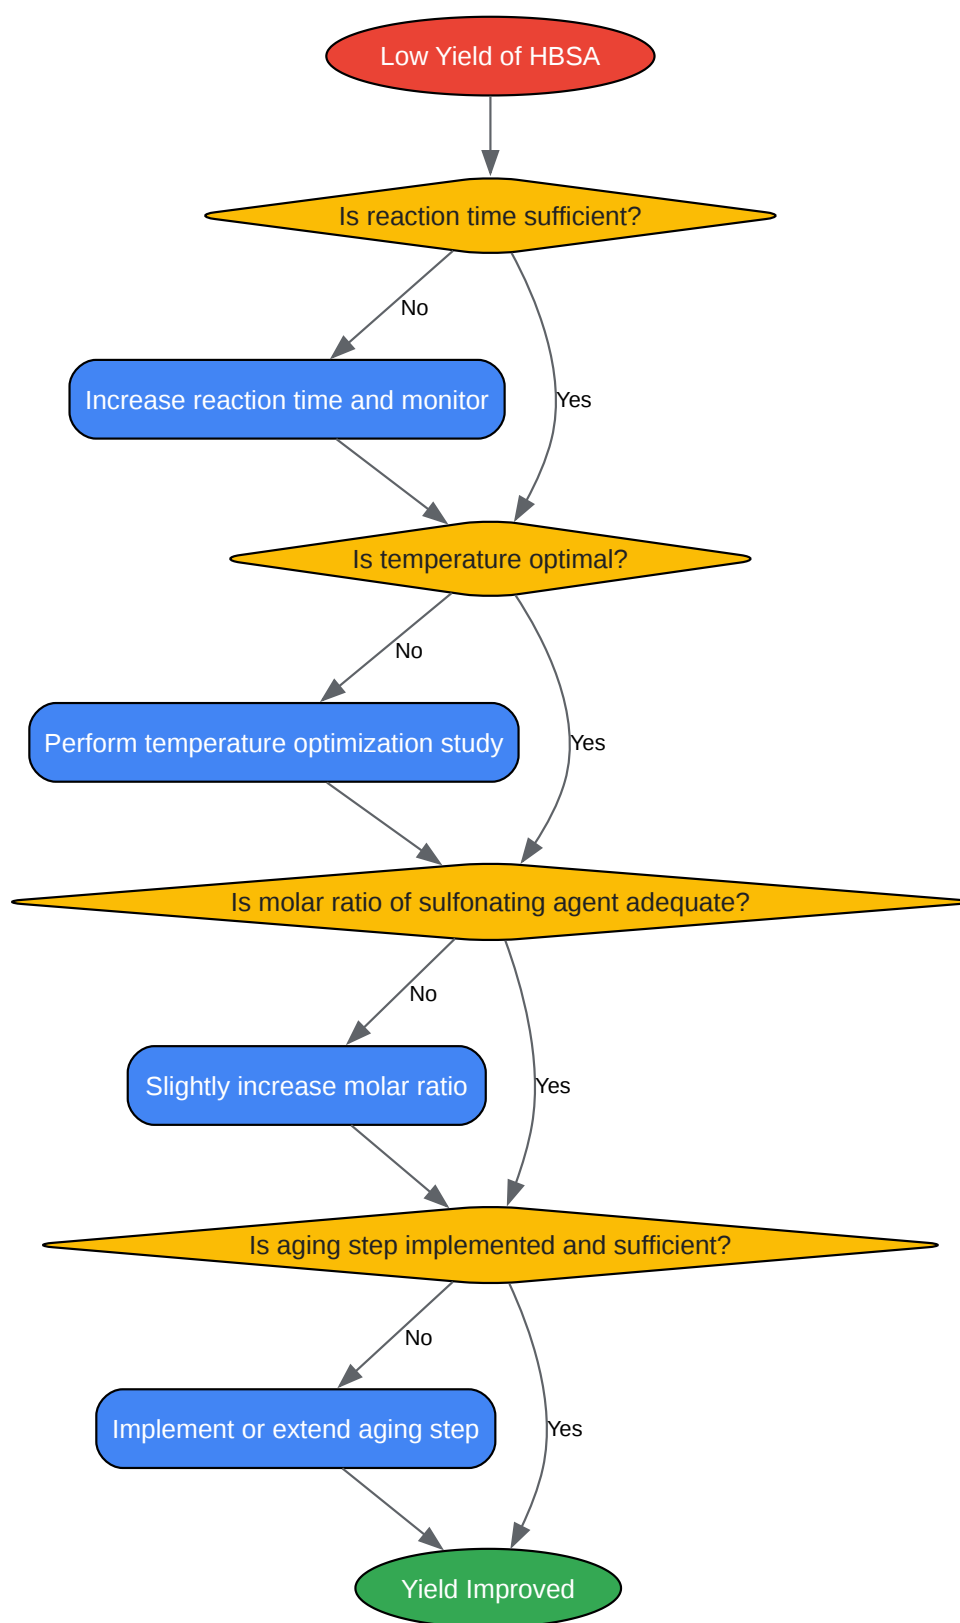 Low Yield of HBSA
Is reaction time sufficient?
No
Increase reaction time and monitor
Yes
Is temperature optimal?
No
Perform temperature optimization study
Yes
Is molar ratio of sulfonating agent adequate?
No
Slightly increase molar ratio
Yes
Is aging step implemented and sufficient?
No
Implement or extend aging step
Yes
Yield Improved